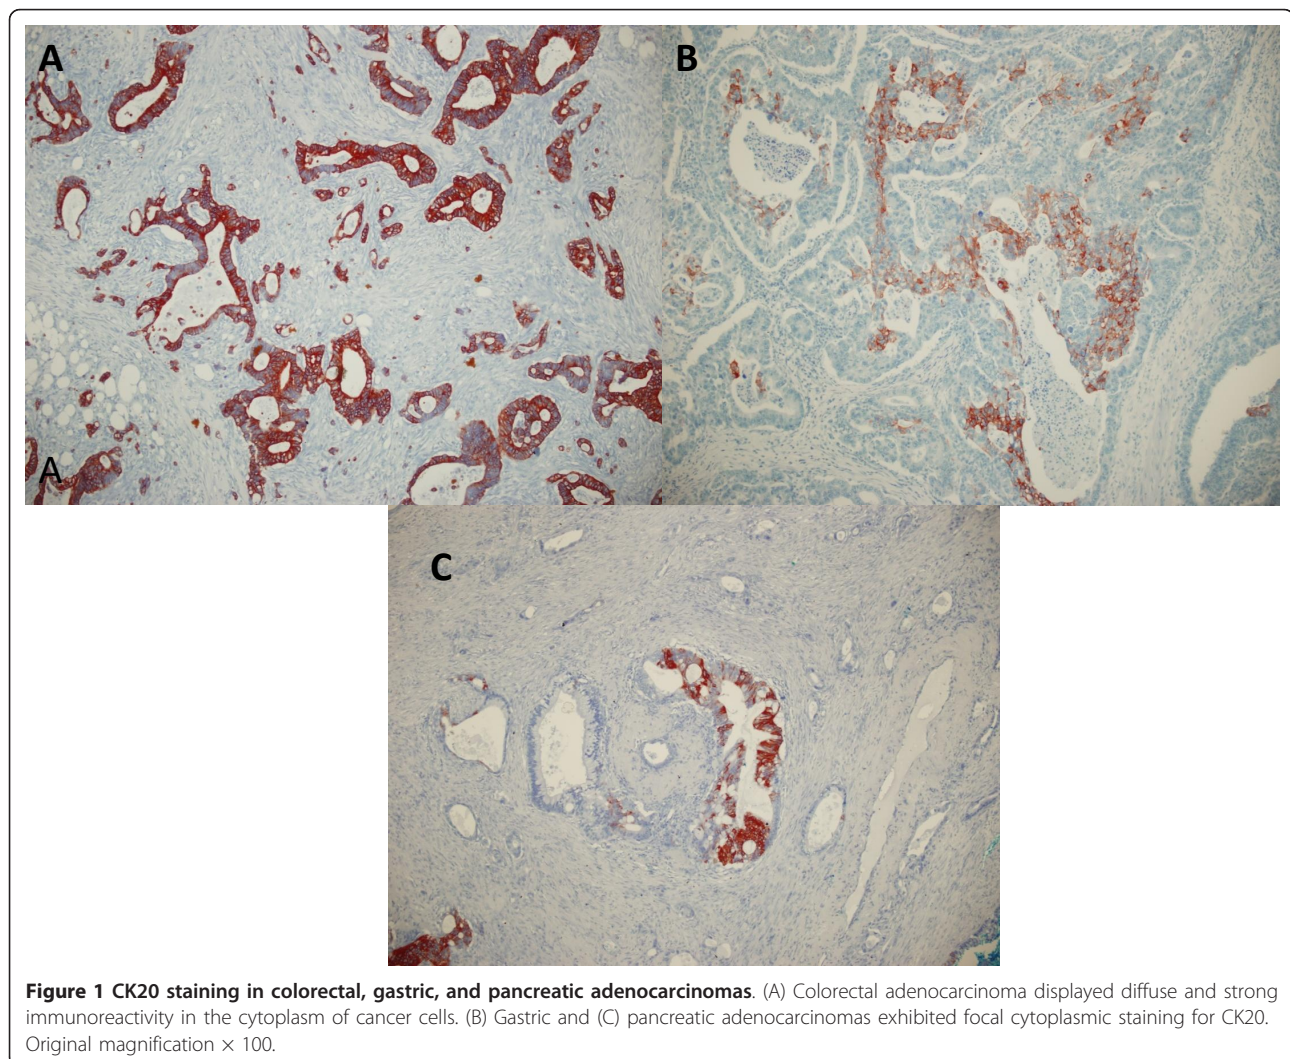 A
B
A
C
Figure 1 CK20 staining in colorectal, gastric, and pancreatic adenocarcinomas. (A) Colorectal adenocarcinoma displayed diffuse and strong
immunoreactivity in the cytoplasm of cancer cells. (B) Gastric and (C) pancreatic adenocarcinomas exhibited focal cytoplasmic staining for CK20.
Original magnification × 100.